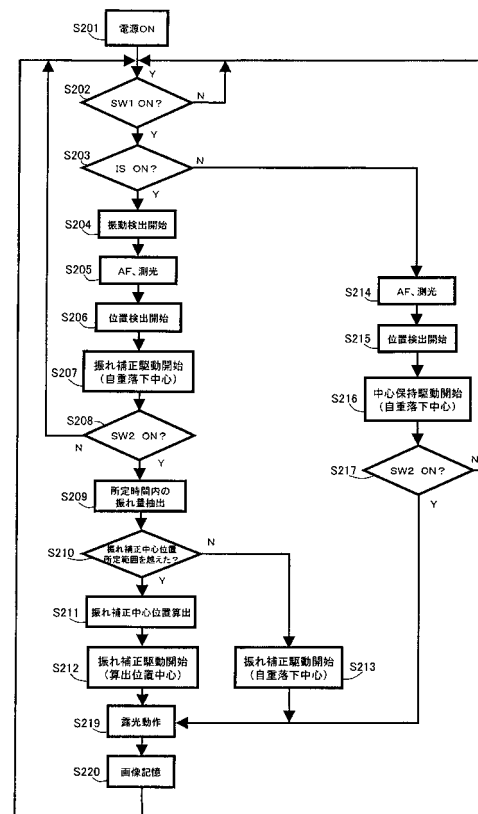 S201
電源ON
Y
S202
SW1 ON?
N
Y
S203
IS ON?
N
Y
S204
振動検出開始
S205
AF、測光
S206
位置検出開始
S207
振れ補正駆動開始
(自重落下中心)
S208
SW2 ON?
N
Y
S209
所定時間内の
振れ量抽出
S210
振れ補正中心位置
所定範囲を越えた?
N
Y
S211
振れ補正中心位置算出
S212
振れ補正駆動開始
(算出位置中心)
振れ補正駆動開始
(自重落下中心)
S213
S214
AF、測光
S215
位置検出開始
S216
中心保持駆動開始
(自重落下中心)
S217
SW2 ON?
N
Y
S219
露光動作
S220
画像記憶